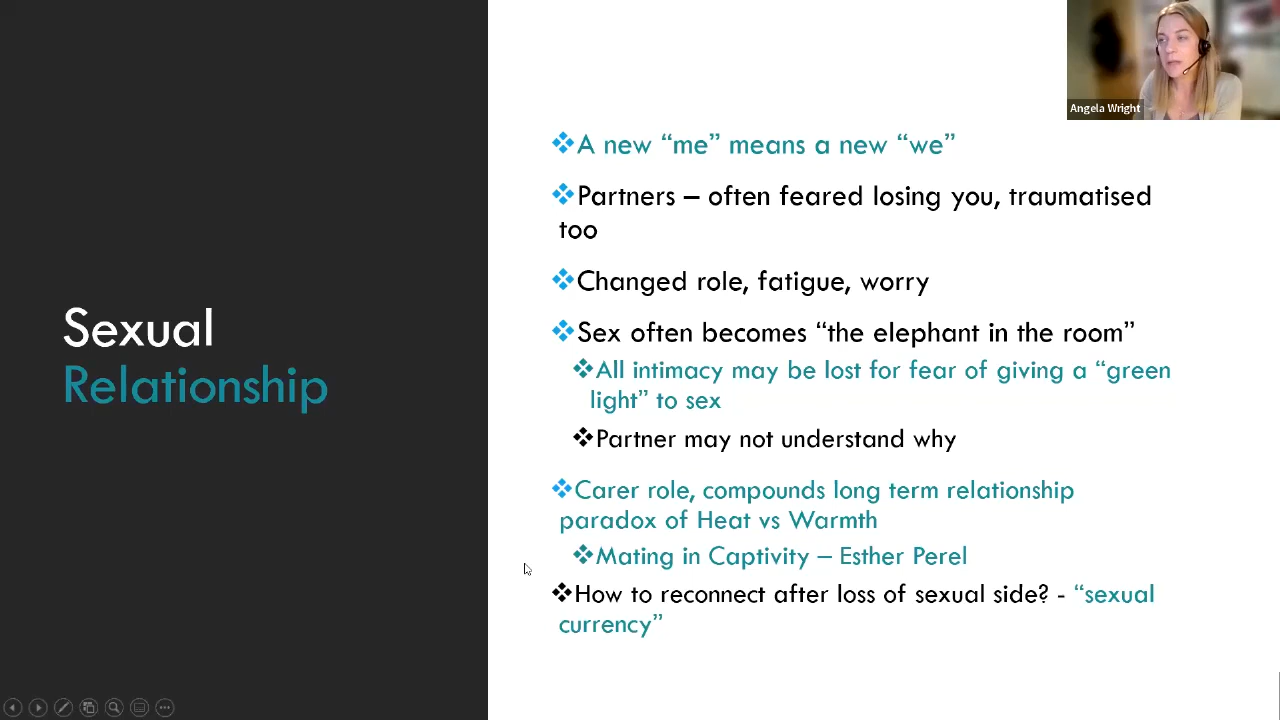 Angela Wright
Sexual
Relationship
A new “me” means a new “we”
Partners – often feared losing you, traumatised
too
Changed role, fatigue, worry
Sex often becomes “the elephant in the room”
All intimacy may be lost for fear of giving a “green
light” to sex
Partner may not understand why
Carer role, compounds long term relationship
paradox of Heat vs Warmth
Mating in Captivity – Esther Perel
How to reconnect after loss of sexual side? - “sexual
currency”